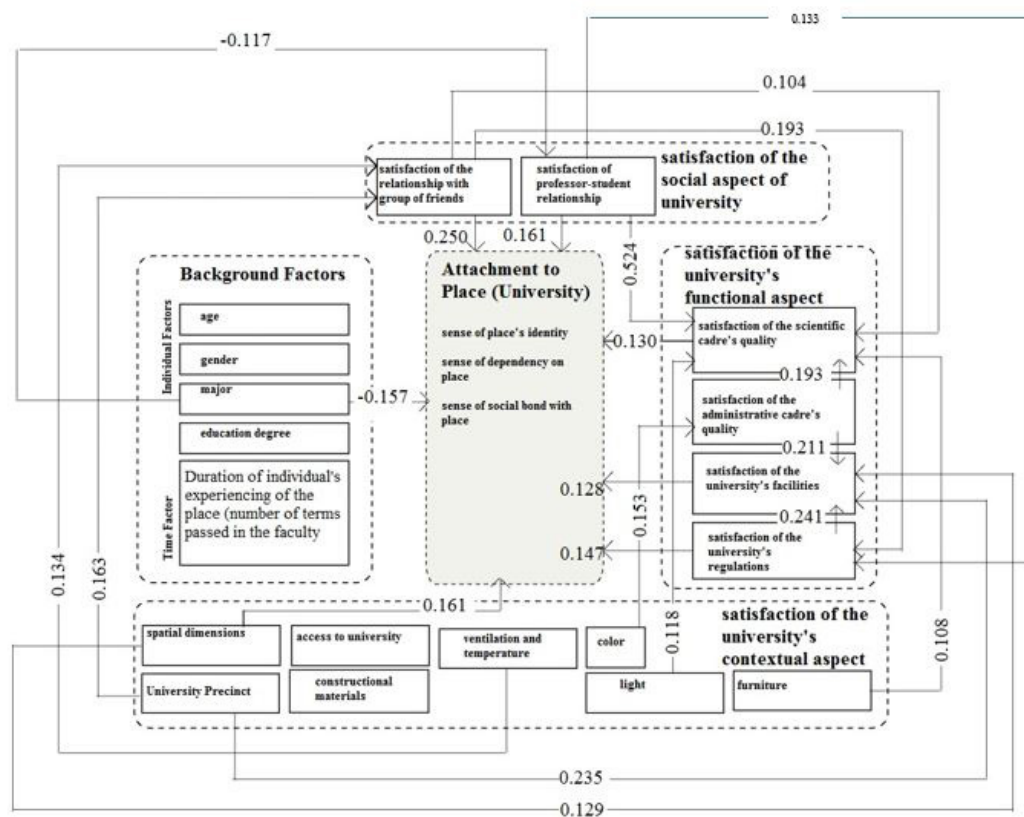 0.133
-0.117
0.104
0.193
satisfaction of the
relationship with
group of friends
satisfaction of
professor-student
relationship
satisfaction of the
social aspect of
university
0.250
0.161
0.524
Background Factors
Individual Factors
age
gender
major
education degree
Time Factor
Duration of individual's
experiencing of the
place (number of terms
passed in the faculty
-0.157
Attachment to
Place (University)
sense of place's identity
sense of dependency on
place
sense of social bond with
place
0.130
0.128
0.147
satisfaction of the
university's
functional aspect
satisfaction of the scientific
cadre's quality
0.193
satisfaction of the
administrative cadre's
quality
0.211
satisfaction of the
university's facilities
0.241
satisfaction of the
university's
regulations
0.153
0.134
0.163
0.161
0.118
0.108
spatial dimensions
access to university
ventilation and
temperature
color
satisfaction of the
university's
contextual aspect
University Precinct
constructional
materials
light
furniture
0.235
0.129